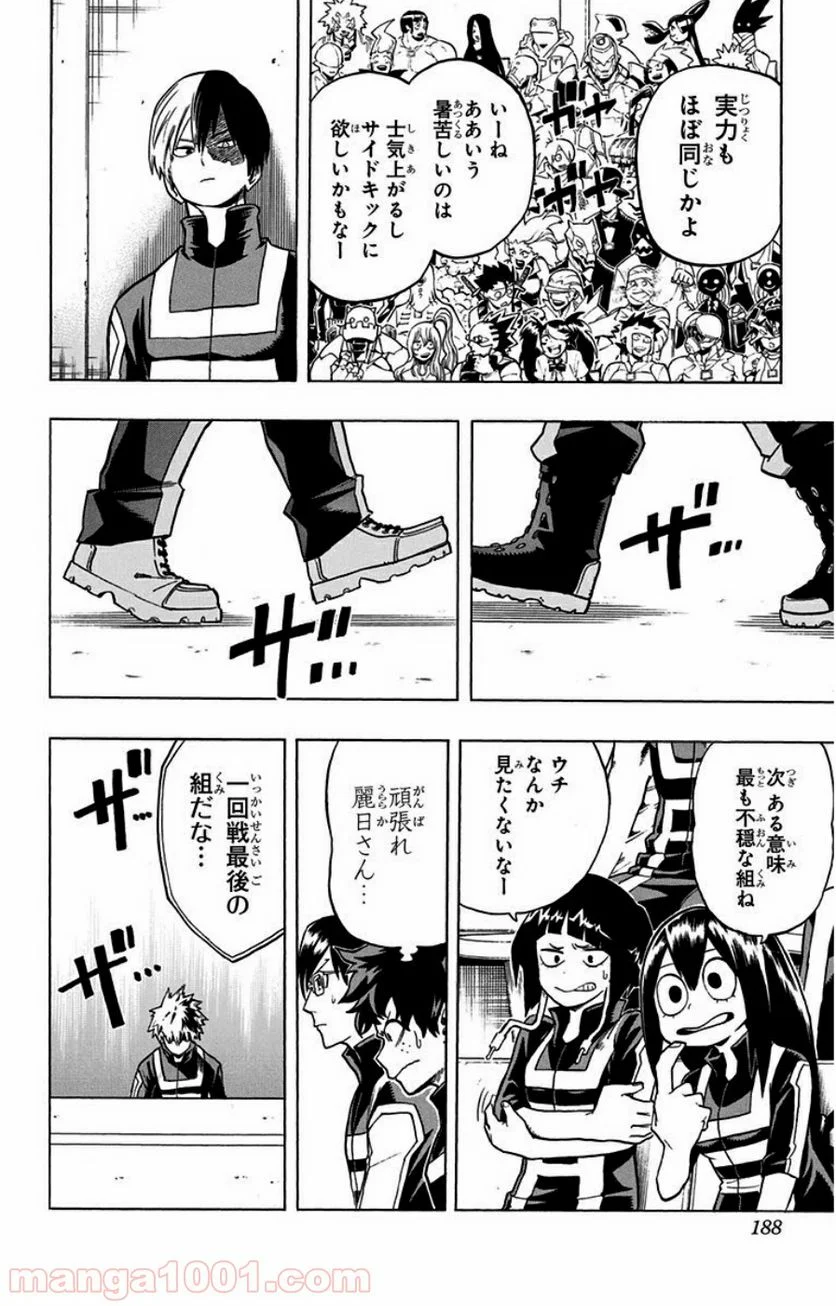 実力も
ほぼ同じかよ
いーね
ああいう
暑苦しいのは
士気上がるし
サイドキックに
欲しいかもなー
ガヤ
ガヤ
ザッ
ザッ
次 ある意味
最も不穏な組ね
ウチ
なんか
見たくないなー
頑張れ
麗日さん…
一回戦最後の
組だな…
ザッ…
ザッ…
188
manga1001.com